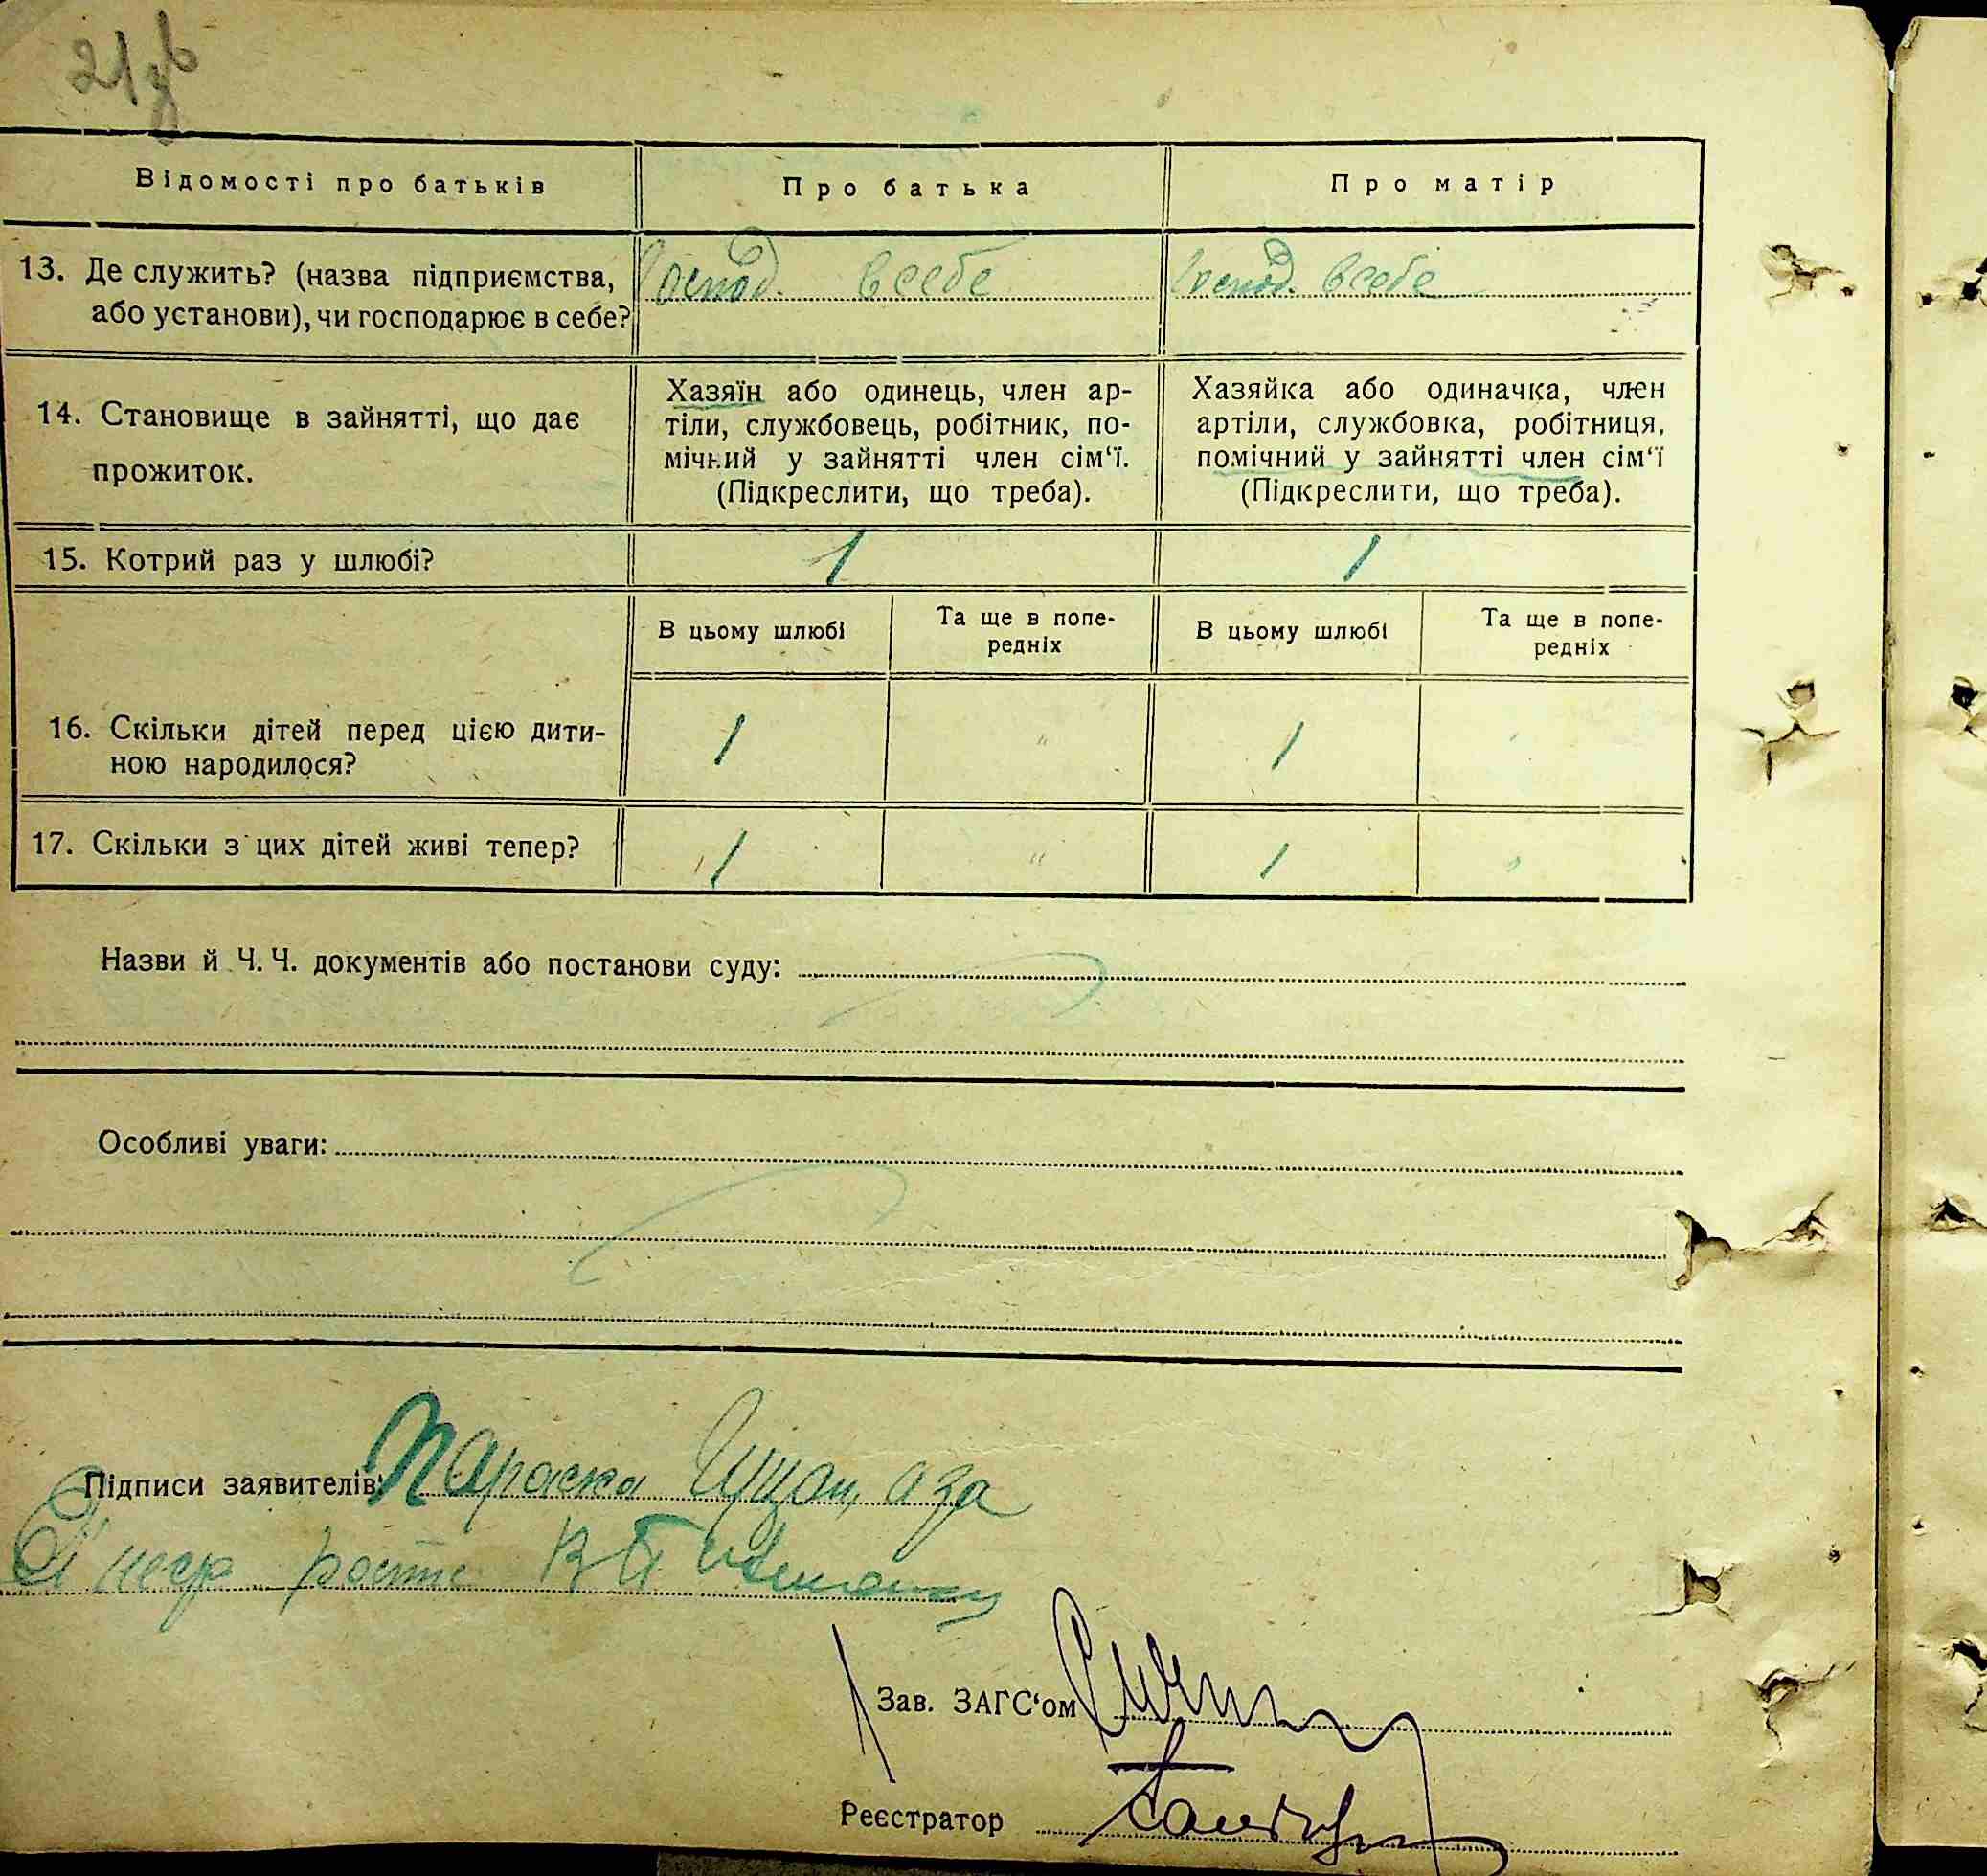 21 зв
Відомості про батьків
Про батька
Про матір
13. Де служить? (назва підприємства,
або установи), чи господарює в себе?
Господ. в себе
Господ. в себе
14. Становище в зайнятті, що дає
прожиток.
Хазяїн або одинець, член ар-
тіли, службовець, робітник, по-
мічний у зайнятті член сім‘ї.
(Підкреслити, що треба).
Хазяйка або одиначка, член
артіли, службовка, робітниця,
помічний у зайнятті член сім‘ї
(Підкреслити, що треба).
15. Котрий раз у шлюбі?
1
1
В цьому шлюбі
Та ще в попе-
редніх
В цьому шлюбі
Та ще в попе-
редніх
16. Скільки дітей перед цією дити-
ною народилося?
1
"
1
17. Скільки з цих дітей живі тепер?
1
"
1
Назви й Ч. Ч. документів або постанови суду:
Особливі уваги:
Підписи заявителів: Параска аза
Зав. ЗАГС‘ом
Реєстратор